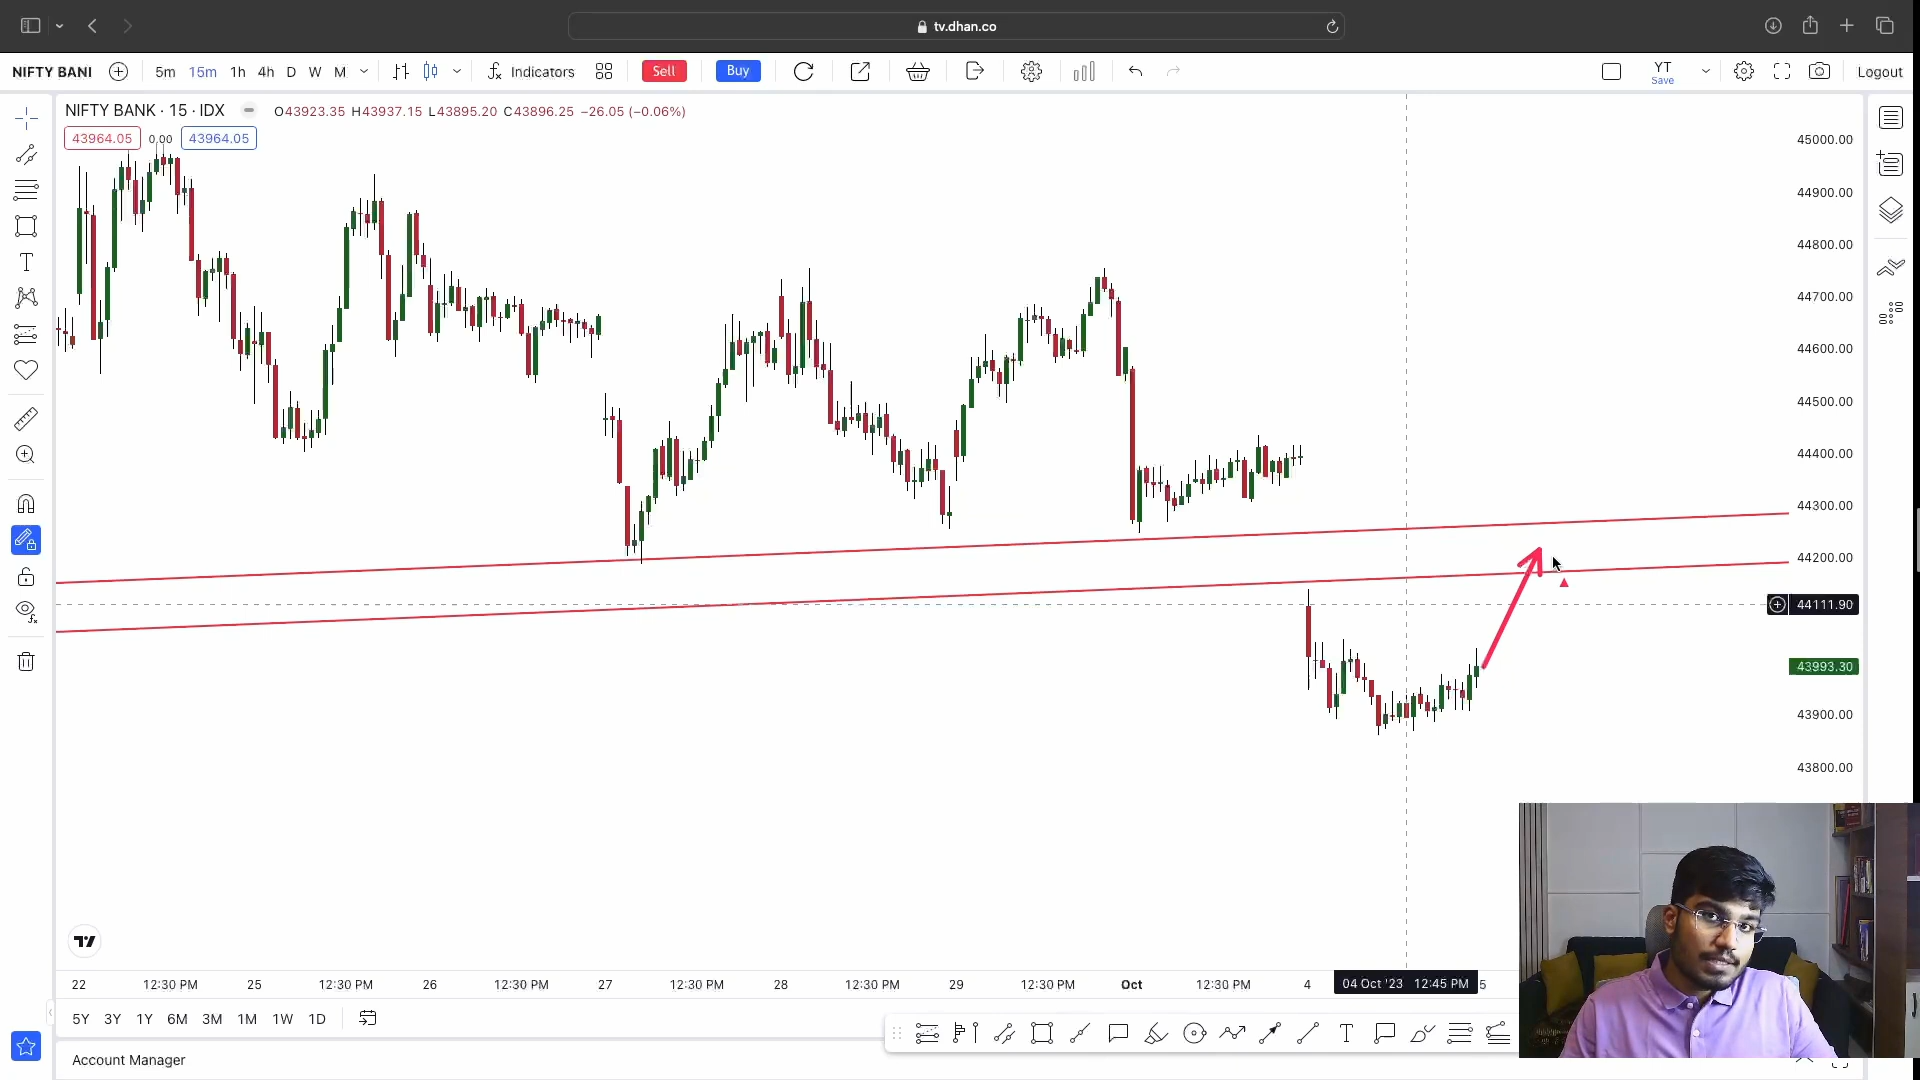 tv.dhan.co
NIFTY BANI 5m 15m 1h 4h D W M Indicators Sell Buy YT Save Logout
NIFTY BANK · 15 · IDX O43923.35 H43937.15 L43895.20 C43896.25 −26.05 (−0.06%)
43964.05 0.00 43964.05
45000.00
44900.00
44800.00
44700.00
44600.00
44500.00
44400.00
44300.00
44200.00
44111.90
43993.30
43900.00
43800.00
22 12:30 PM 25 12:30 PM 26 12:30 PM 27 12:30 PM 28 12:30 PM 29 12:30 PM Oct 12:30 PM 4 04 Oct '23 12:45 PM 5
5Y 3Y 1Y 6M 3M 1M 1W 1D
Account Manager